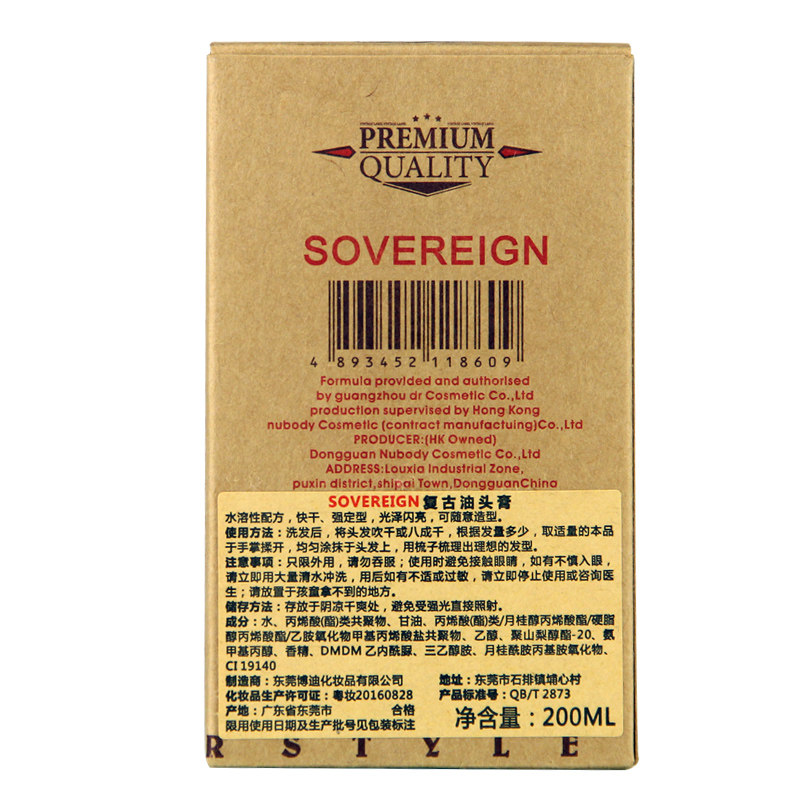 PREMIUM
QUALITY
SOVEREIGN
4 893452 118609
Formula provided and authorised
by guangzhou dr Cosmetic Co.,Ltd
production supervised by Hong Kong
nubody Cosmetic (contract manufactuing)Co.,Ltd
PRODUCER:(HK Owned)
Dongguan Nubody Cosmetic Co.,Ltd
ADDRESS:Louxia Industrial Zone,
puxin district,shipai Town,DongguanChina
SOVEREIGN复古油头膏
水溶性配方，快干、强定型，光泽闪亮，可随意造型。
使用方法：洗发后，将头发吹干或八成干，根据发量多少，取适量的本品
于手掌揉开，均匀涂抹于头发上，用梳子梳理出理想的发型。
注意事项：只限外用，请勿吞服；使用时避免接触眼睛，如有不慎入眼，
请立即用大量清水冲洗，用后如有不适或过敏，请立即停止使用或咨询医
生；请放置于孩童拿不到的地方。
储存方法：存放于阴凉干爽处，避免受强光直接照射。
成分：水、丙烯酸(酯)类共聚物、甘油、丙烯酸(酯)类/月桂醇丙烯酸酯/硬脂
醇丙烯酸酯/乙胺氧化物甲基丙烯酸盐共聚物、乙醇、聚山梨醇酯-20、氨
甲基丙醇、香精、DMDM 乙内酰脲、三乙醇胺、月桂酰胺丙基胺氧化物、
CI 19140
制造商：东莞博迪化妆品有限公司 地址：东莞市石排镇埔心村
化妆品生产许可证：粤妆20160828 产品标准号：QB/T 2873
产地：广东省东莞市 合格
限用使用日期及生产批号见包装标注 净含量：200ML
R S T Y L E